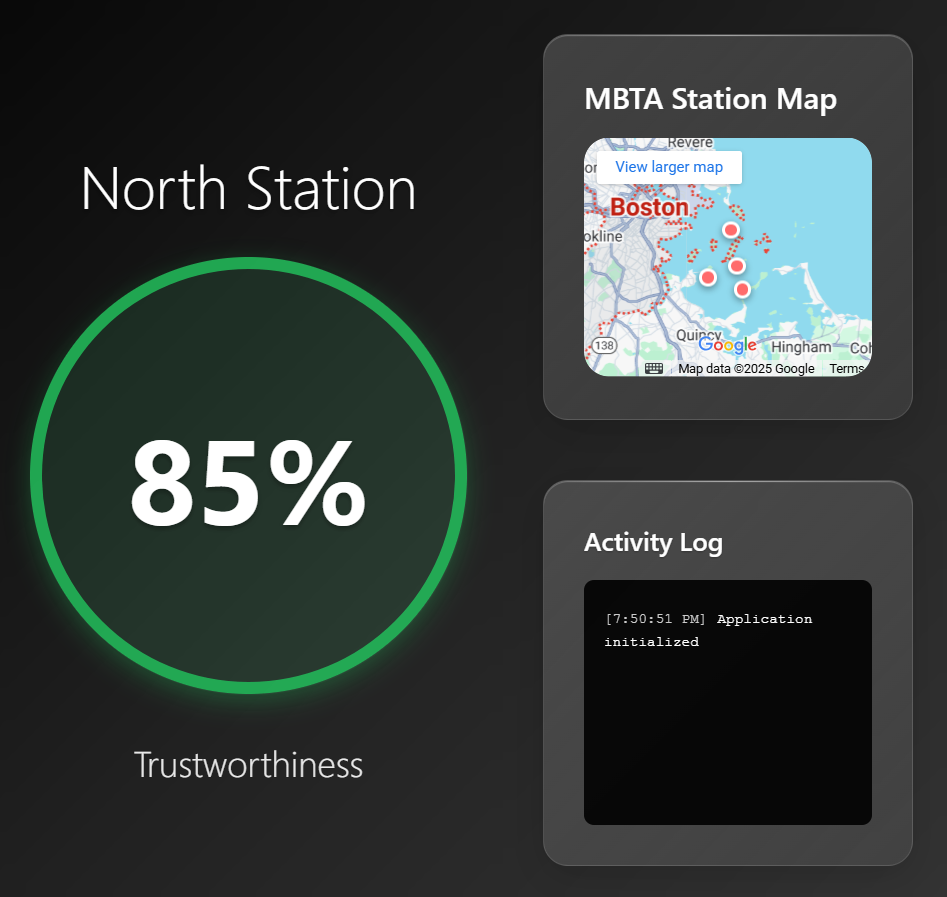 North Station
85%
Trustworthiness
MBTA Station Map
Revere
View larger map
Boston
okline
Quincy
138
Google
Hingham
Coh
Map data ©2025 Google
Terms
Activity Log
[7:50:51 PM] Application
initialized